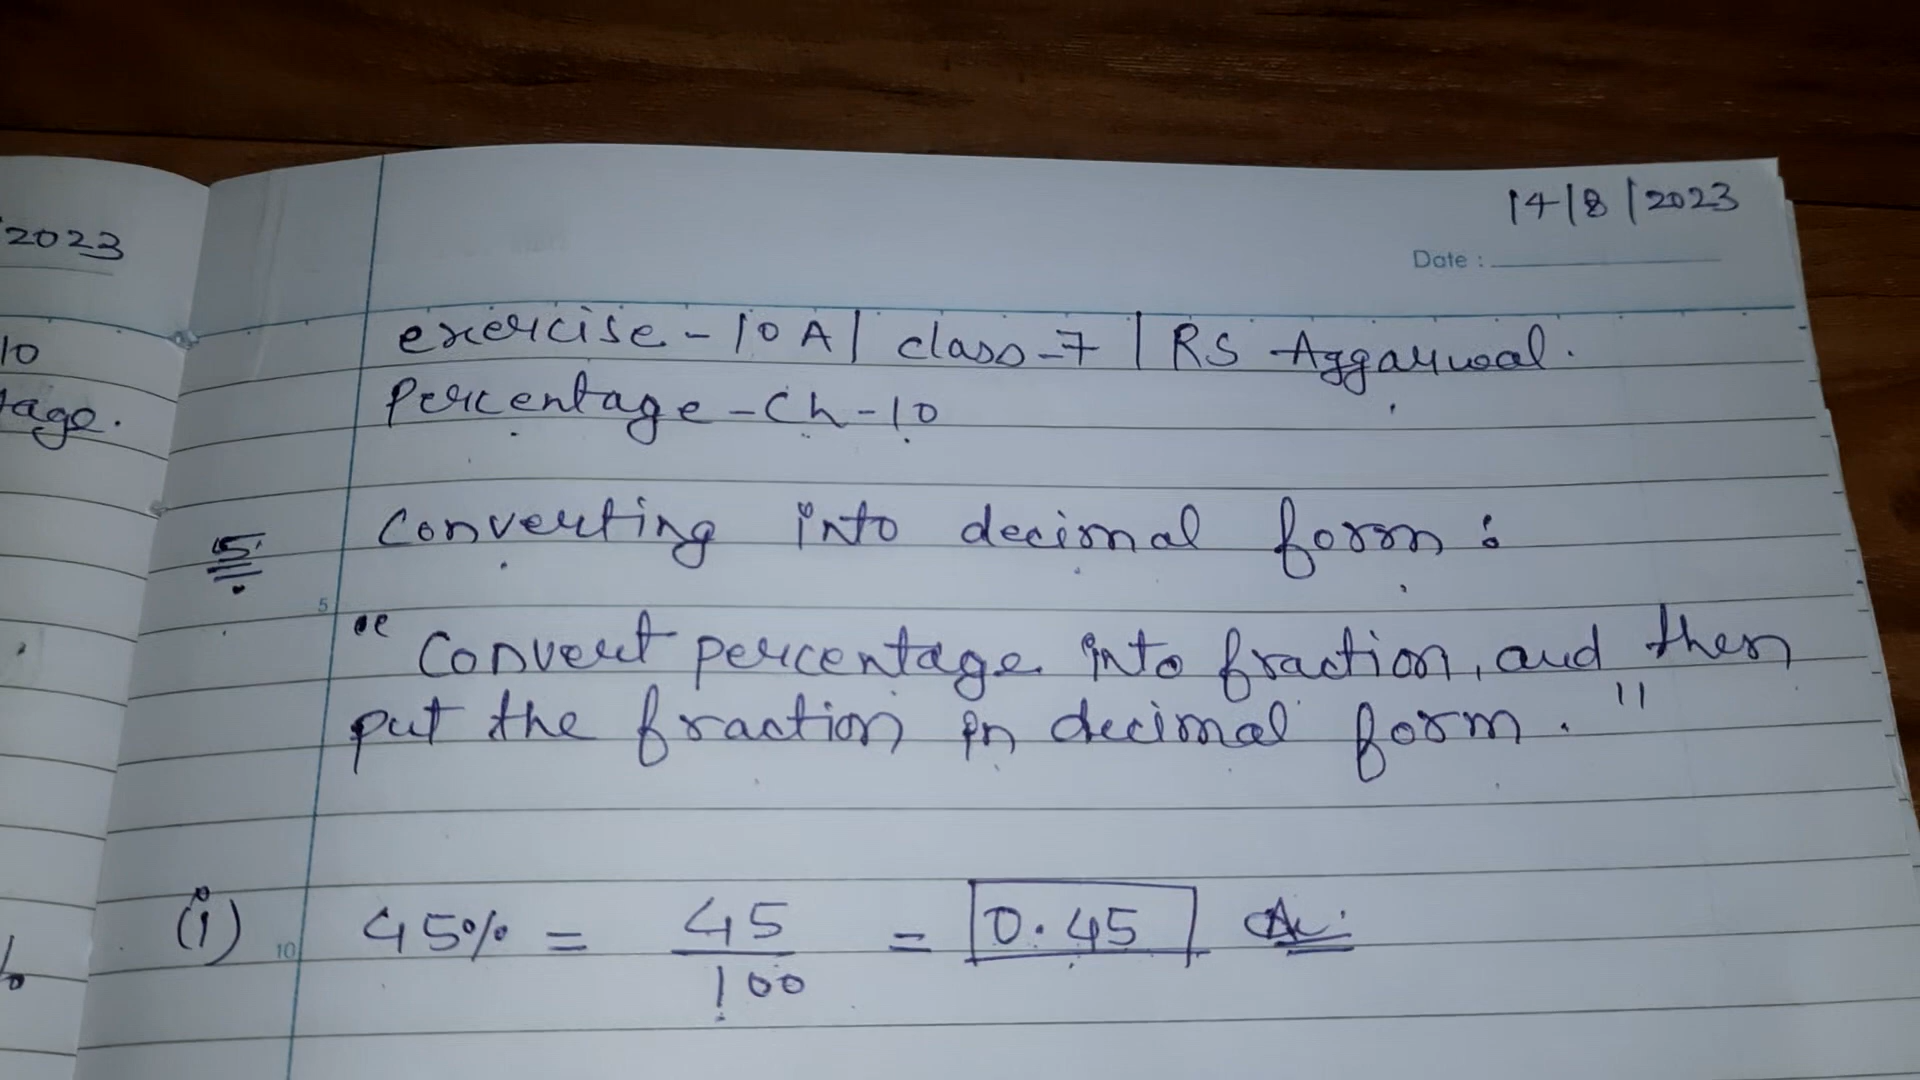 2023
10
tage.
14/8/2023
Date :
exercise - 10 A | class - 7 | RS Aggarwal.
Percentage - Ch - 10
5.
Converting into decimal form :
5
" Convert percentage into fraction, and then
put the fraction in decimal form. "
(i) 10 45% = 45/100 = 0.45 Ans.